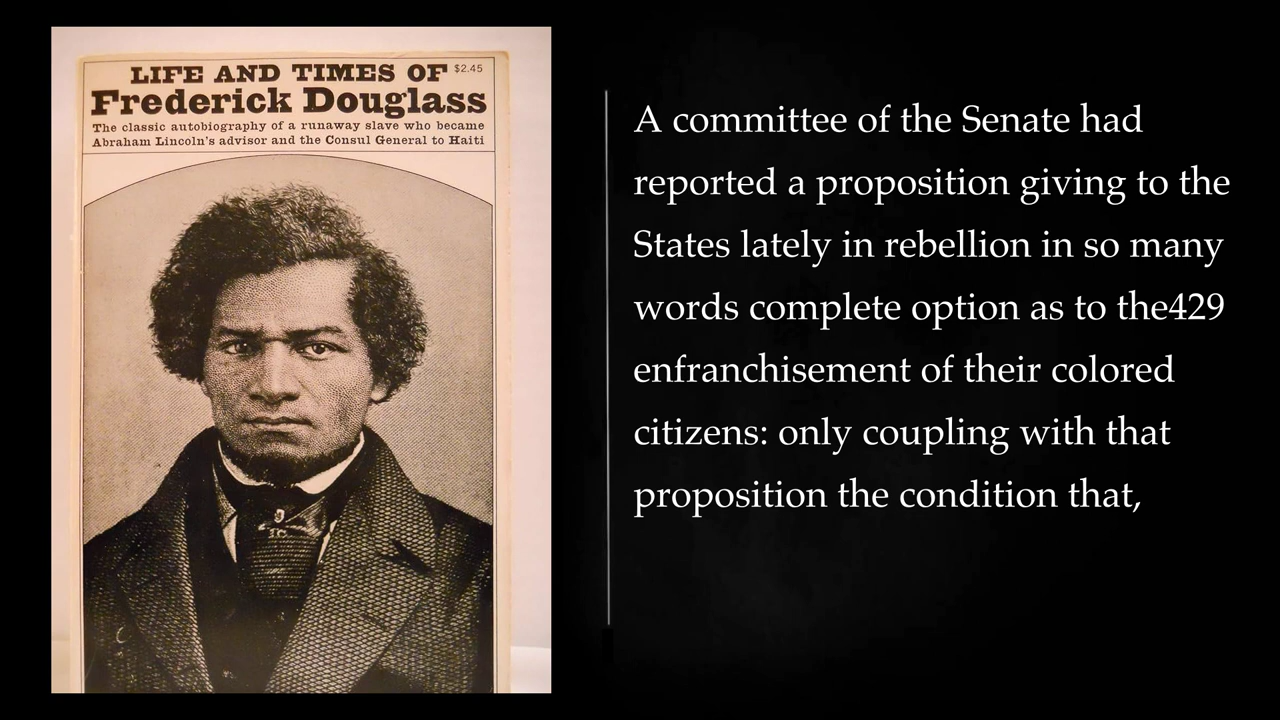 LIFE AND TIMES OF $2.45
Frederick Douglass
The classic autobiography of a runaway slave who became
Abraham Lincoln's advisor and the Consul General to Haiti
A committee of the Senate had
reported a proposition giving to the
States lately in rebellion in so many
words complete option as to the429
enfranchisement of their colored
citizens: only coupling with that
proposition the condition that,